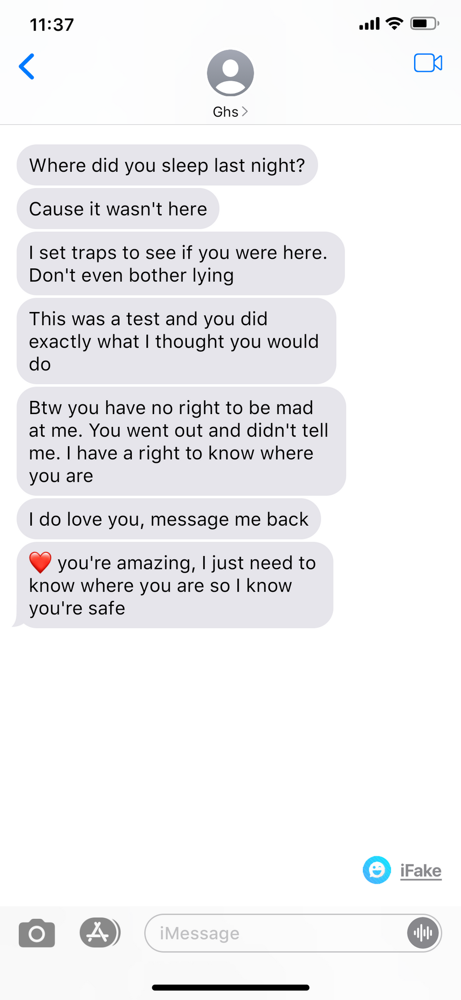 11:37
Ghs
Where did you sleep last night?
Cause it wasn't here
I set traps to see if you were here.
Don't even bother lying
This was a test and you did
exactly what I thought you would
do
Btw you have no right to be mad
at me. You went out and didn't tell
me. I have a right to know where
you are
I do love you, message me back
❤️ you're amazing, I just need to
know where you are so I know
you're safe
iFake
iMessage